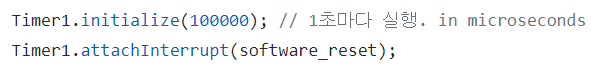 Timer1.initialize(100000); // 1초마다 실행. in microseconds
Timer1.attachInterrupt(software_reset);